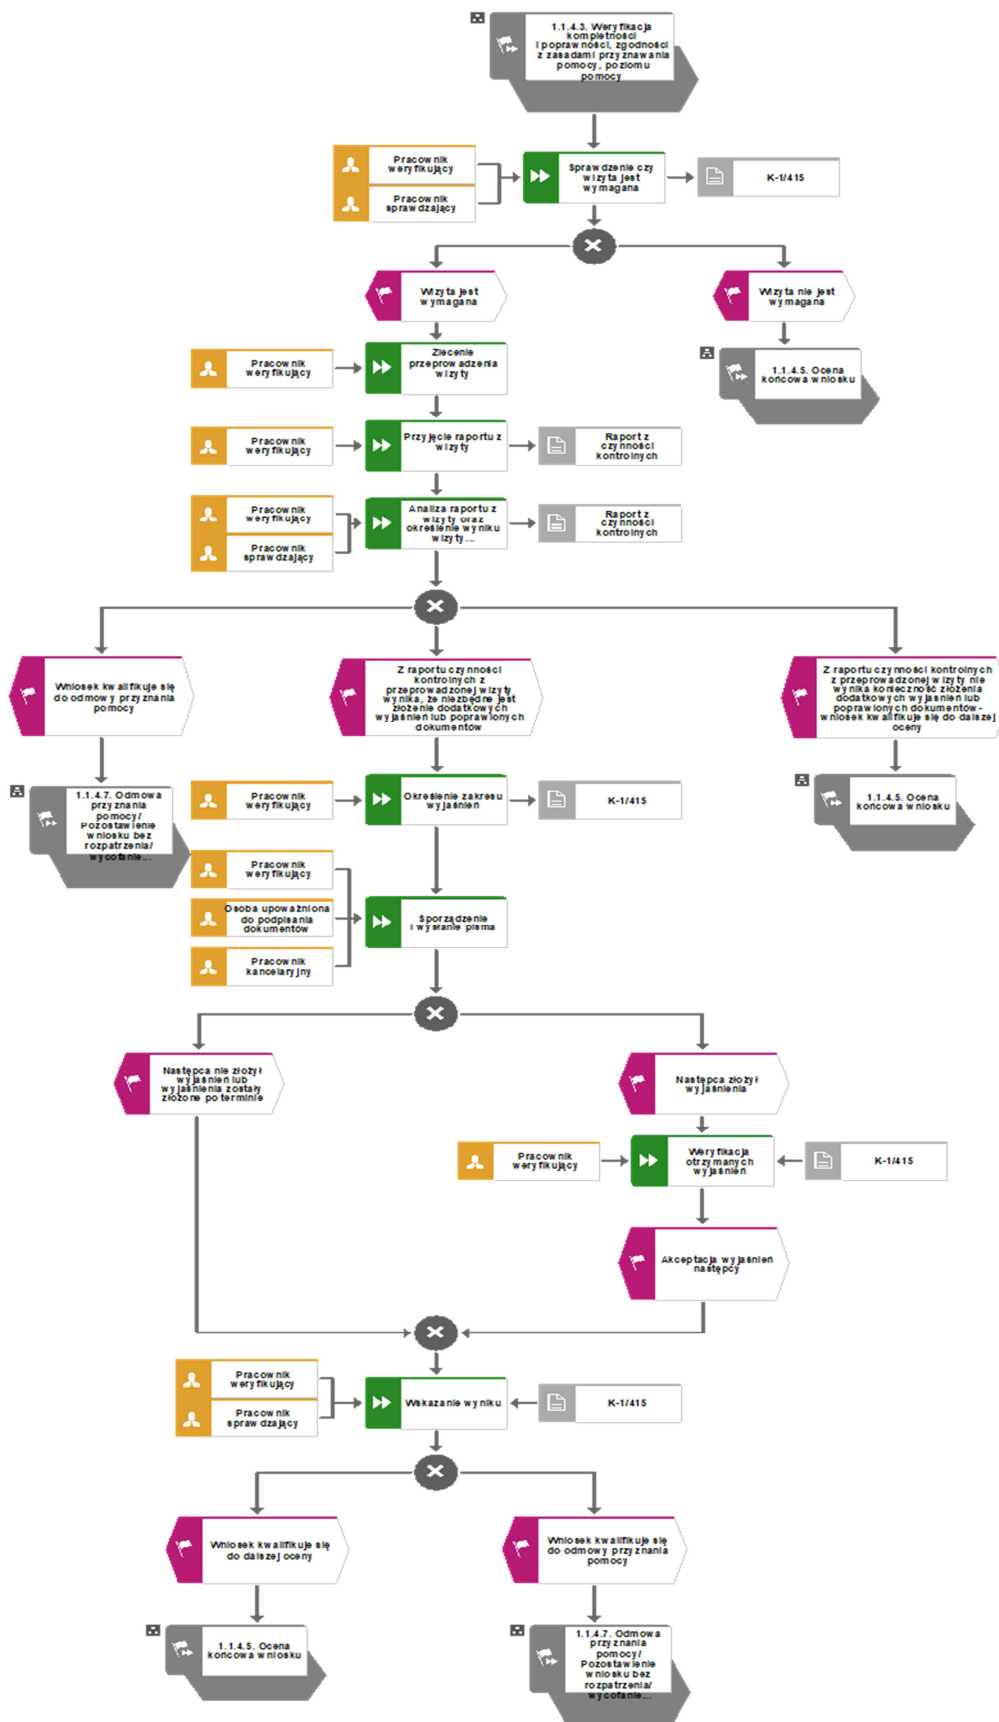 1.1.4.3. Weryfikacja
kompletności
i poprawności, zgodności
z zasadami przyznawania
pomocy, poziomu
pomocy
Pracownik
weryfikujący
Pracownik
sprawdzający
Sprawdzenie czy
wizyta jest
wymagana
K-1/415
Wizyta jest
wymagana
Wizyta nie jest
wymagana
Pracownik
weryfikujący
Zlecenie
przeprowadzenia
wizyty
1.1.4.5. Ocena
końcowa wniosku
Pracownik
weryfikujący
Przyjęcie raportu z
wizyty
Raport z
czynności
kontrolnych
Pracownik
weryfikujący
Pracownik
sprawdzający
Analiza raportu z
wizyty oraz
określenie wyniku
wizyty...
Raport z
czynności
kontrolnych
Wniosek kwalifikuje się
do odmowy przyznania
pomocy
Z raportu czynności
kontrolnych z
przeprowadzonej wizyty
wynika, że niezbędne jest
złożenie dodatkowych
wyjaśnień lub poprawionych
dokumentów
Z raportu czynności kontrolnych
z przeprowadzonej wizyty nie
wynika konieczność złożenia
dodatkowych wyjaśnień lub
poprawionych dokumentów -
wniosek kwalifikuje się do dalszej
oceny
1.1.4.7. Odmowa
przyznania
pomocy/
Pozostawienie
wniosku bez
rozpatrzenia/
wycofanie...
Pracownik
weryfikujący
Określenie zakresu
wyjaśnień
K-1/415
1.1.4.5. Ocena
końcowa wniosku
Pracownik
weryfikujący
Osoba upoważniona
do podpisania
dokumentów
Pracownik
kancelaryjny
Sporządzenie
i wysłanie pisma
Następca nie złożył
wyjaśnień lub
wyjaśnienia zostały
złożone po terminie
Następca złożył
wyjaśnienia
Pracownik
weryfikujący
Weryfikacja
otrzymanych
wyjaśnień
K-1/415
Akceptacja wyjaśnień
następcy
Pracownik
weryfikujący
Pracownik
sprawdzający
Wskazanie wyniku
K-1/415
Wniosek kwalifikuje się
do dalszej oceny
Wniosek kwalifikuje się
do odmowy przyznania
pomocy
1.1.4.5. Ocena
końcowa wniosku
1.1.4.7. Odmowa
przyznania
pomocy/
Pozostawienie
wniosku bez
rozpatrzenia/
wycofanie...